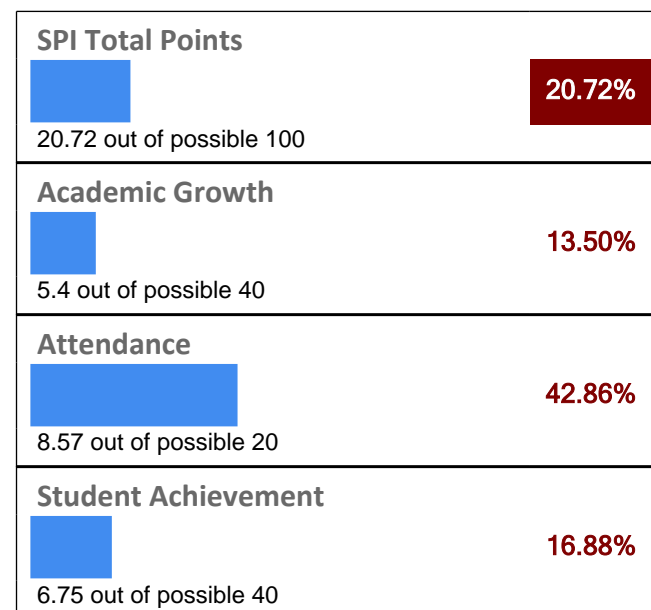 SPI Total Points
20.72%
20.72 out of possible 100
Academic Growth
13.50%
5.4 out of possible 40
Attendance
42.86%
8.57 out of possible 20
Student Achievement
16.88%
6.75 out of possible 40